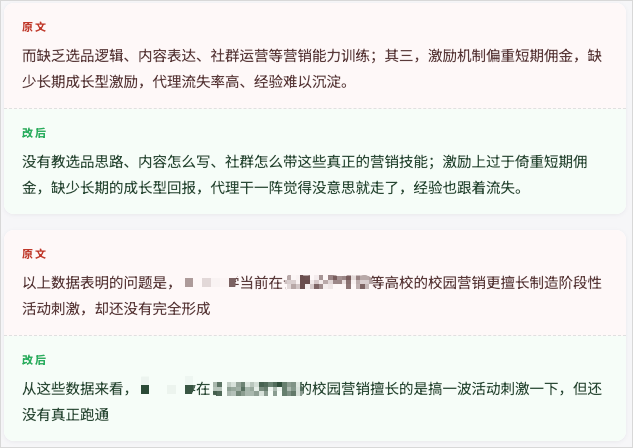 原文
而缺乏选品逻辑、内容表达、社群运营等营销能力训练；其三，激励机制偏重短期佣金，缺
少长期成长型激励，代理流失率高、经验难以沉淀。
改后
没有教选品思路、内容怎么写、社群怎么带这些真正的营销技能；激励上过于倚重短期佣
金，缺少长期的成长型回报，代理干一阵觉得没意思就走了，经验也跟着流失。
原文
以上数据表明的问题是，当前在等高校的校园营销更擅长制造阶段性
活动刺激，却还没有完全形成
改后
从这些数据来看，在的校园营销擅长的是搞一波活动刺激一下，但还
没有真正跑通